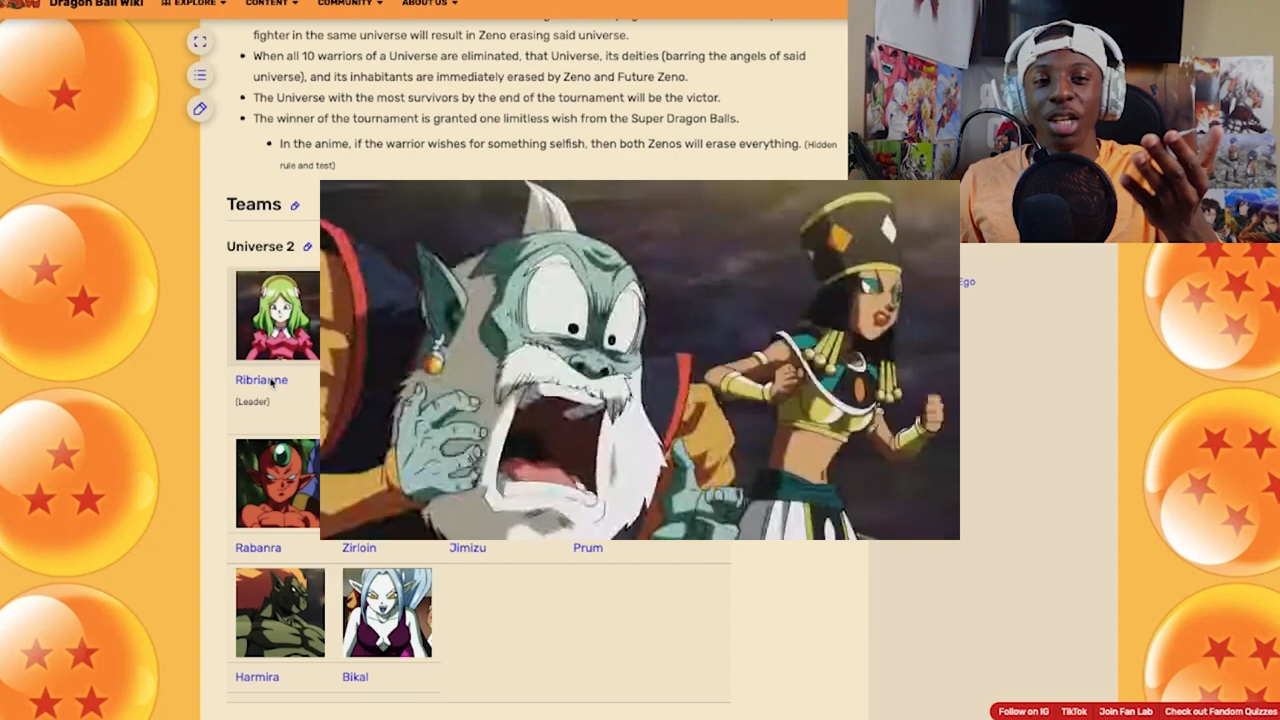 Dragon Ball Wiki
EXPLORE
CONTENT
COMMUNITY
ABOUT US
fighter in the same universe will result in Zeno erasing said universe.
When all 10 warriors of a Universe are eliminated, that Universe, its deities (barring the angels of said
universe), and its inhabitants are immediately erased by Zeno and Future Zeno.
The Universe with the most survivors by the end of the tournament will be the victor.
The winner of the tournament is granted one limitless wish from the Super Dragon Balls.
In the anime, if the warrior wishes for something selfish, then both Zenos will erase everything. (Hidden
rule and test)
Teams
Universe 2
Ego
Ribrianne
(Leader)
Rabanra Zirloin Jimizu Prum
Harmira Bikal
Follow on IG TikTok Join Fan Lab Check out Fandom Quizzes